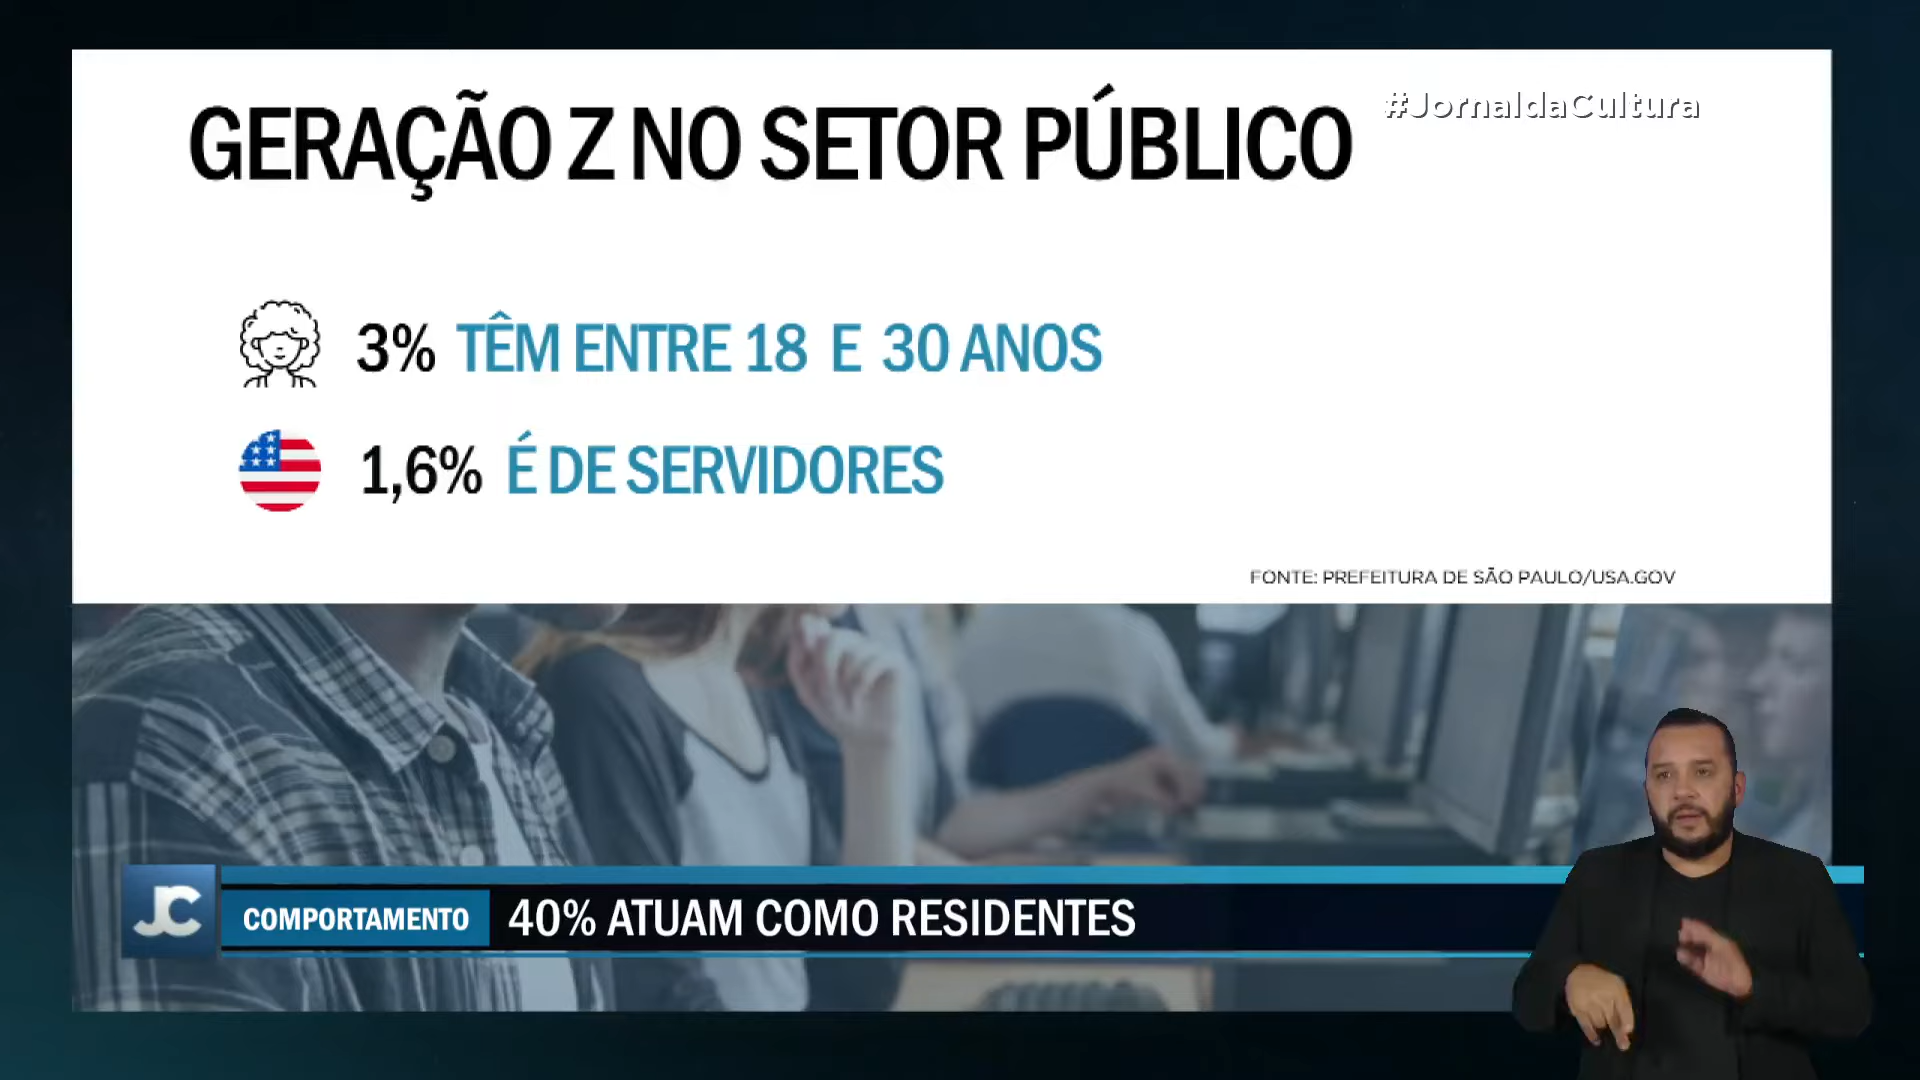 GERAÇÃO Z NO SETOR PÚBLICO
#JornaldaCultura
3% TÊM ENTRE 18 E 30 ANOS
1,6% É DE SERVIDORES
FONTE: PREFEITURA DE SÃO PAULO/USA.GOV
JC
COMPORTAMENTO
40% ATUAM COMO RESIDENTES